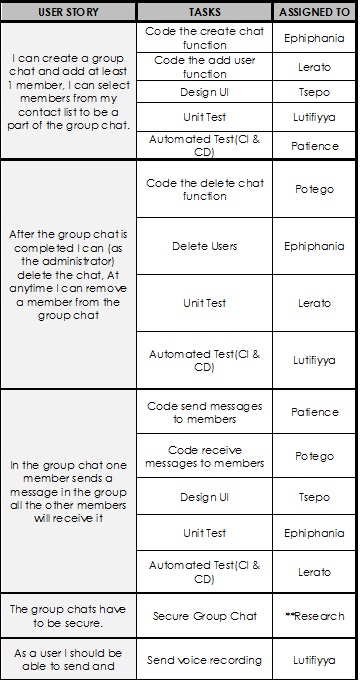 USER STORY
TASKS
ASSIGNED TO
I can create a group
chat and add at least
1 member, I can select
members from my
contact list to be a
part of the group chat.
Code the create chat
function
Ephiphania
Code the add user
function
Lerato
Design UI
Tsepo
Unit Test
Lutifiyya
Automated Test(CI &
CD)
Patience
After the group chat is
completed I can (as
the administrator)
delete the chat, At
anytime I can remove
a member from the
group chat
Code the delete chat
function
Potego
Delete Users
Ephiphania
Unit Test
Lerato
Automated Test(CI &
CD)
Lutifiyya
In the group chat one
member sends a
message in the group
all the other members
will receive it
Code send messages
to members
Patience
Code receive
messages to members
Potego
Design UI
Tsepo
Unit Test
Ephiphania
Automated Test(CI &
CD)
Lerato
The group chats have
to be secure.
Secure Group Chat
**Research
As a user I should be
able to send and
Send voice recording
Lutifiyya